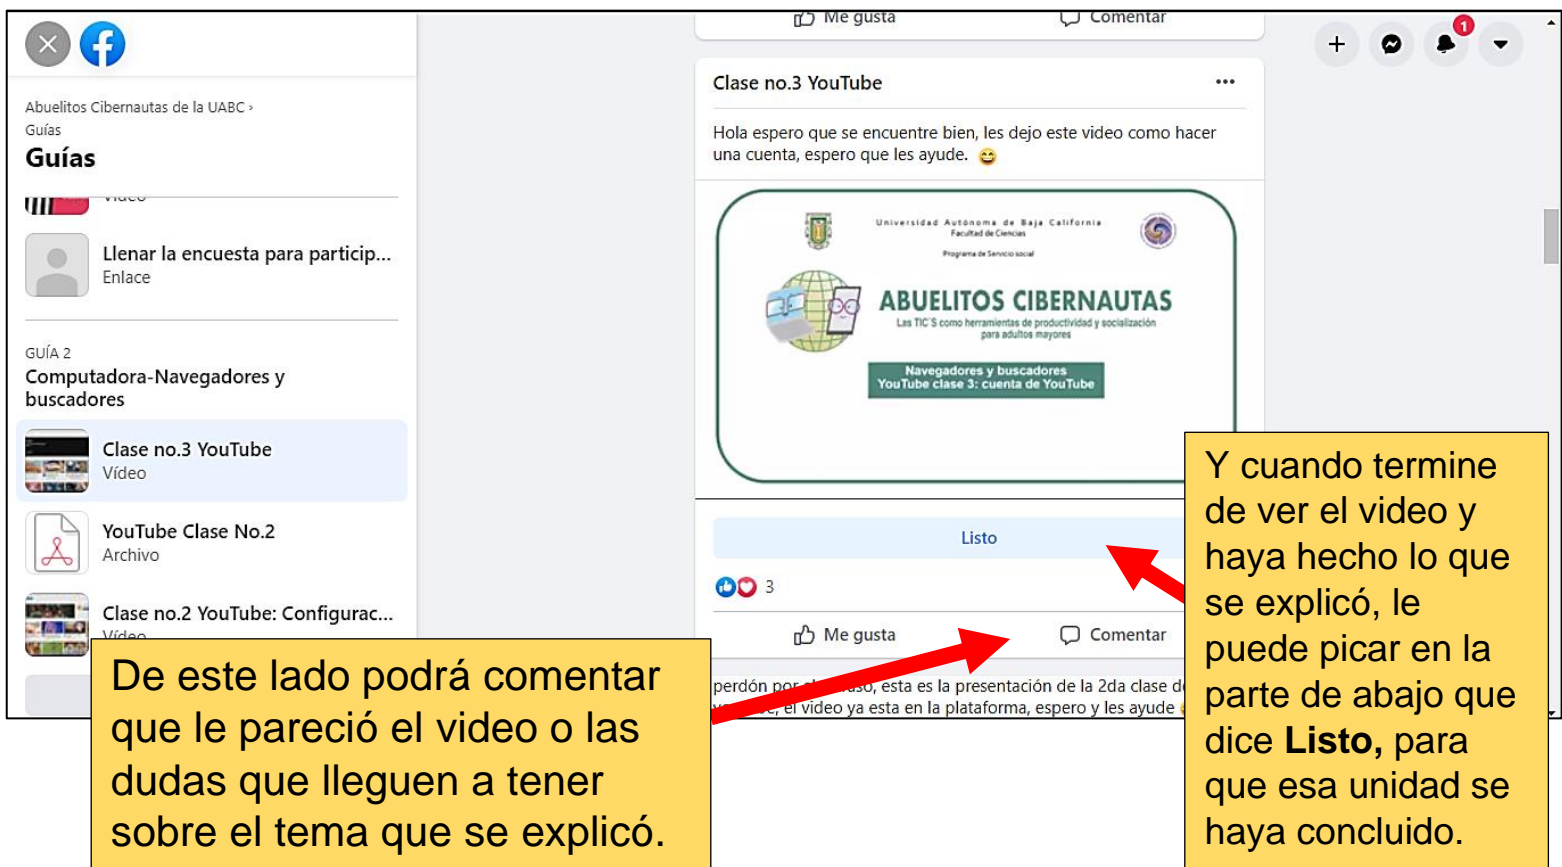 Me gusta
Comentar
1
Abuelitos Cibernautas de la UABC ›
Guías
Guías
Llenar la encuesta para particip...
Enlace
GUÍA 2
Computadora-Navegadores y
buscadores
Clase no.3 YouTube
Vídeo
YouTube Clase No.2
Archivo
Clase no.2 YouTube: Configurac...
Vídeo
Clase no.3 YouTube
Hola espero que se encuentre bien, les dejo este video como hacer
una cuenta, espero que les ayude.
Universidad Autónoma de Baja California
Facultad de Ciencias
Programa de Servicio social
ABUELITOS CIBERNAUTAS
Las TIC´S como herramientas de productividad y socialización
para adultos mayores
Navegadores y buscadores
YouTube clase 3: cuenta de YouTube
Listo
3
Me gusta
Comentar
perdón por, esta es la presentación de la 2da clase
el video ya esta en la plataforma, espero y les ayude
De este lado podrá comentar
que le pareció el video o las
dudas que lleguen a tener
sobre el tema que se explicó.
Y cuando termine
de ver el video y
haya hecho lo que
se explicó, le
puede picar en la
parte de abajo que
dice Listo, para
que esa unidad se
haya concluido.